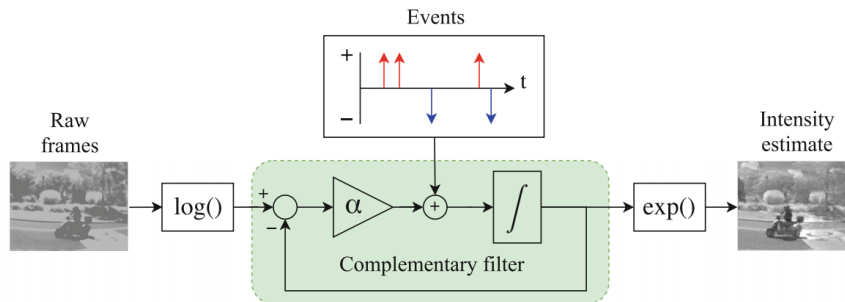 Events
+
t
−
Raw
frames
Intensity
estimate
log()
+
−
α
+
∫
exp()
Complementary filter